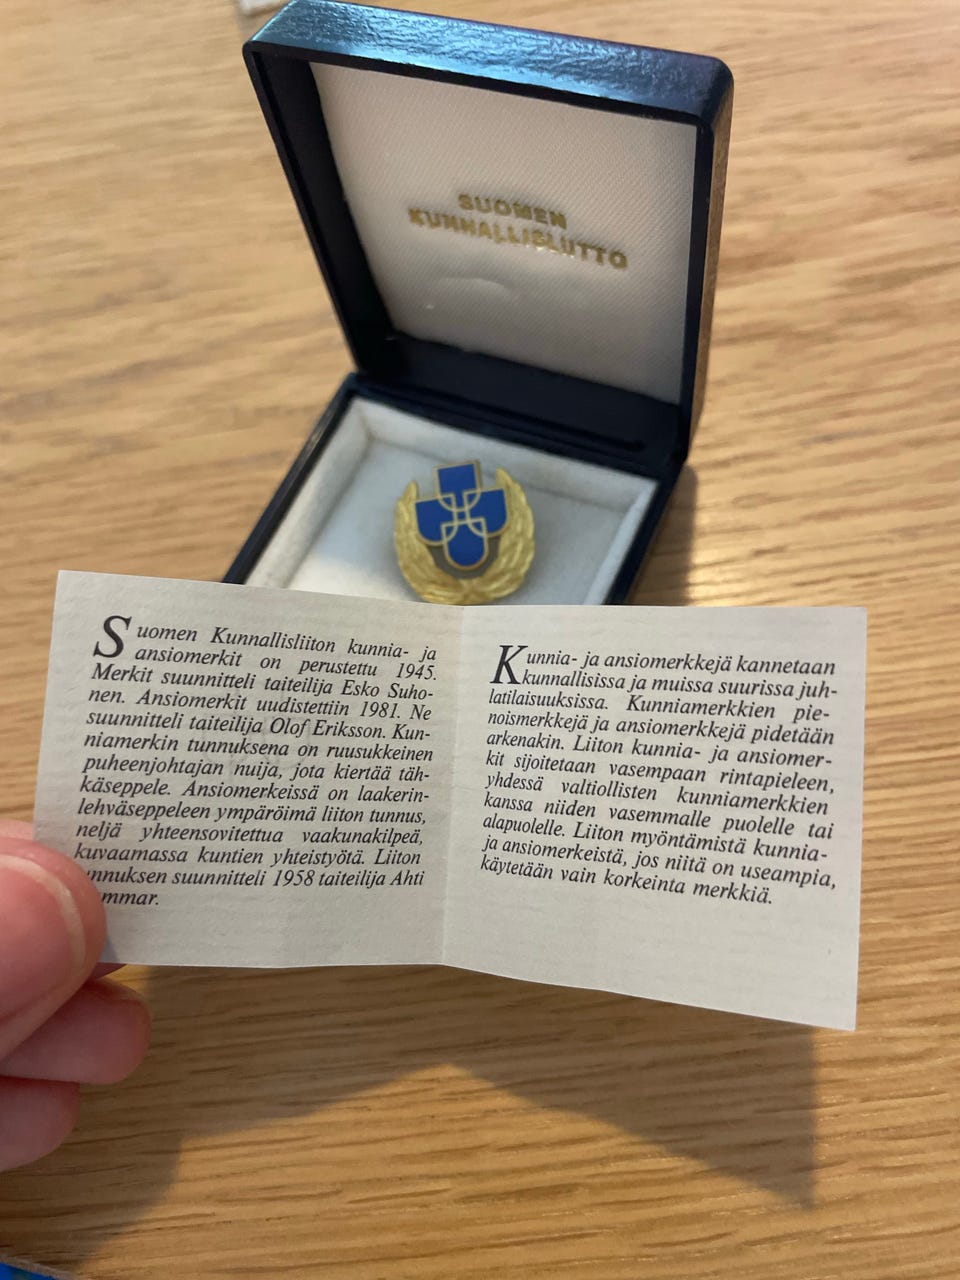 SUOMEN
KUNNALLISLIITTO
Suomen Kunnallisliiton kunnia- ja
ansiomerkit on perustettu 1945.
Merkit suunnitteli taiteilija Esko Suho-
nen. Ansiomerkit uudistettiin 1981. Ne
suunnitteli taiteilija Olof Eriksson. Kun-
niamerkin tunnuksena on ruusukkeinen
puheenjohtajan nuija, jota kiertää täh-
käseppele. Ansiomerkeissä on laakerin-
lehväseppeleen ympäröimä liiton tunnus,
neljä yhteensovitettua vaakunakilpeä,
kuvaamassa kuntien yhteistyötä. Liiton
unnuksen suunnitteli 1958 taiteilija Ahti
mmar.
Kunnia- ja ansiomerkkejä kannetaan
kunnallisissa ja muissa suurissa juh-
latilaisuuksissa. Kunniamerkkien pie-
noismerkkejä ja ansiomerkkejä pidetään
arkenakin. Liiton kunnia- ja ansiomer-
kit sijoitetaan vasempaan rintapieleen,
yhdessä valtiollisten kunniamerkkien
kanssa niiden vasemmalle puolelle tai
alapuolelle. Liiton myöntämistä kunnia-
ja ansiomerkeistä, jos niitä on useampia,
käytetään vain korkeinta merkkiä.